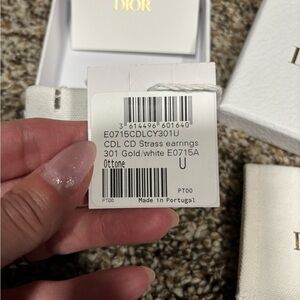 DIOR
3 614496 601640
E0715CDLCY301U
CDL CD Strass earrings
301 Gold/white E0715A
Ottone
U
PT00
PT00 Made in Portugal